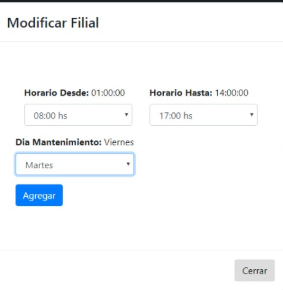 Modificar Filial
Horario Desde: 01:00:00 Horario Hasta: 14:00:00
08:00 hs 17:00 hs
Dia Mantenimiento: Viernes
Martes
Agregar
Cerrar